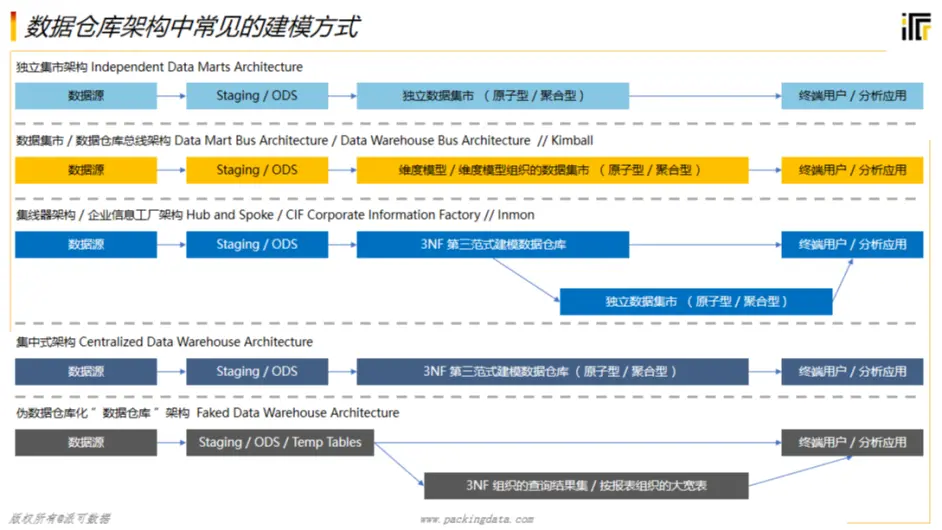 数据仓库架构中常见的建模方式
独立集市架构 Independent Data Marts Architecture
数据源 Staging / ODS 独立数据集市 （ 原子型 / 聚合型 ） 终端用户 / 分析应用
数据集市 / 数据仓库总线架构 Data Mart Bus Architecture / Data Warehouse Bus Architecture // Kimball
数据源 Staging / ODS 维度模型 / 维度模型组织的数据集市 （ 原子型 / 聚合型 ） 终端用户 / 分析应用
集线器架构 / 企业信息工厂架构 Hub and Spoke / CIF Corporate Information Factory // Inmon
数据源 Staging / ODS 3NF 第三范式建模数据仓库 终端用户 / 分析应用
独立数据集市 （ 原子型 / 聚合型 ）
集中式架构 Centralized Data Warehouse Architecture
数据源 Staging / ODS 3NF 第三范式建模数据仓库（ 原子型 / 聚合型 ） 终端用户 / 分析应用
伪数据仓库化 ” 数据仓库 ” 架构 Faked Data Warehouse Architecture
数据源 Staging / ODS / Temp Tables 终端用户 / 分析应用
3NF 组织的查询结果集 / 按报表组织的大宽表
版权所有@派可数据 www.packingdata.com